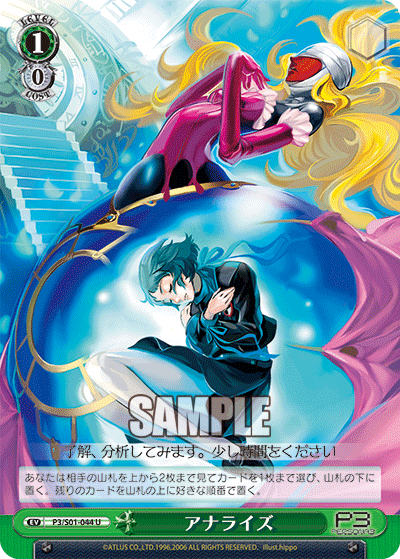 LEVEL
1
0
COST
SAMPLE
了解、分析してみます。少し時間をください
あなたは相手の山札を上から2枚まで見てカードを1枚まで選び、山札の下に
置く。残りのカードを山札の上に好きな順番で置く。
EV P3/S01-044 U
アナライズ
P3
PERSONA3
©ATLUS CO.,LTD.1996,2006 ALL RIGHTS RESERVED. Illust.hippo